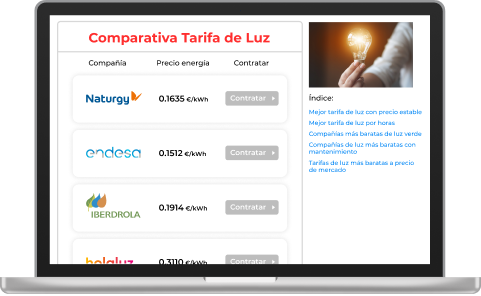 Comparativa Tarifa de Luz
Compañía Precio energía Contratar
Naturgy 0.1635 €/kWh Contratar
endesa 0.1512 €/kWh Contratar
IBERDROLA 0.1914 €/kWh Contratar
holaluz 0.3110 €/kWh Contratar
Índice:
Mejor tarifa de luz con precio estable
Mejor tarifa de luz por horas
Compañías más baratas de luz verde
Compañías de luz más baratas con
mantenimiento
Tarifas de luz más baratas a precio
de mercado